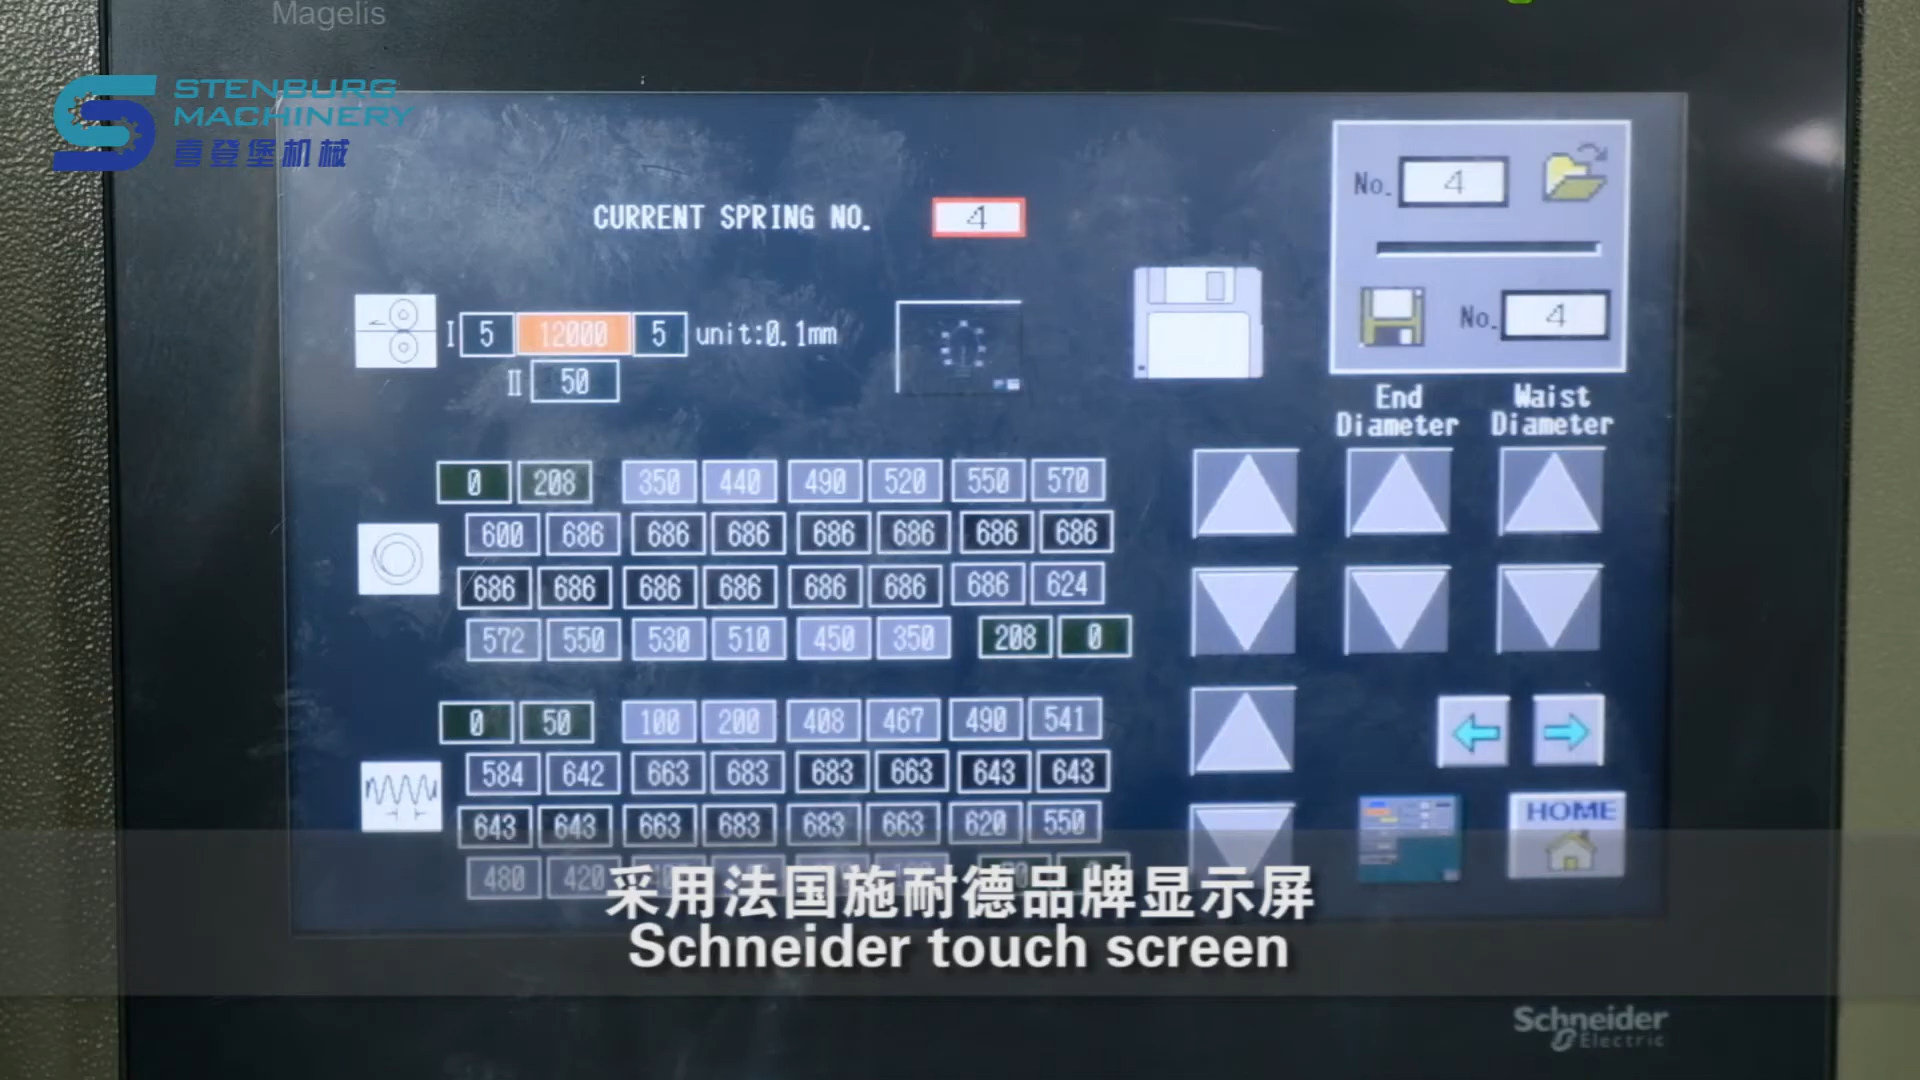 Magelis
STENBURG
MACHINERY
喜登堡机械
No. 4
CURRENT SPRING NO. 4
No. 4
I 5 12000 5 unit:0.1mm
II 50
End Diameter
Waist Diameter
0 208 350 440 490 520 550 570
600 686 686 686 686 686 686 686
686 686 686 686 686 686 686 624
572 550 530 510 450 350 208 0
0 50 100 200 408 467 490 541
584 642 663 683 683 663 643 643
643 643 663 683 683 663 620 550
480 420
HOME
采用法国施耐德品牌显示屏
Schneider touch screen
Schneider
Electric